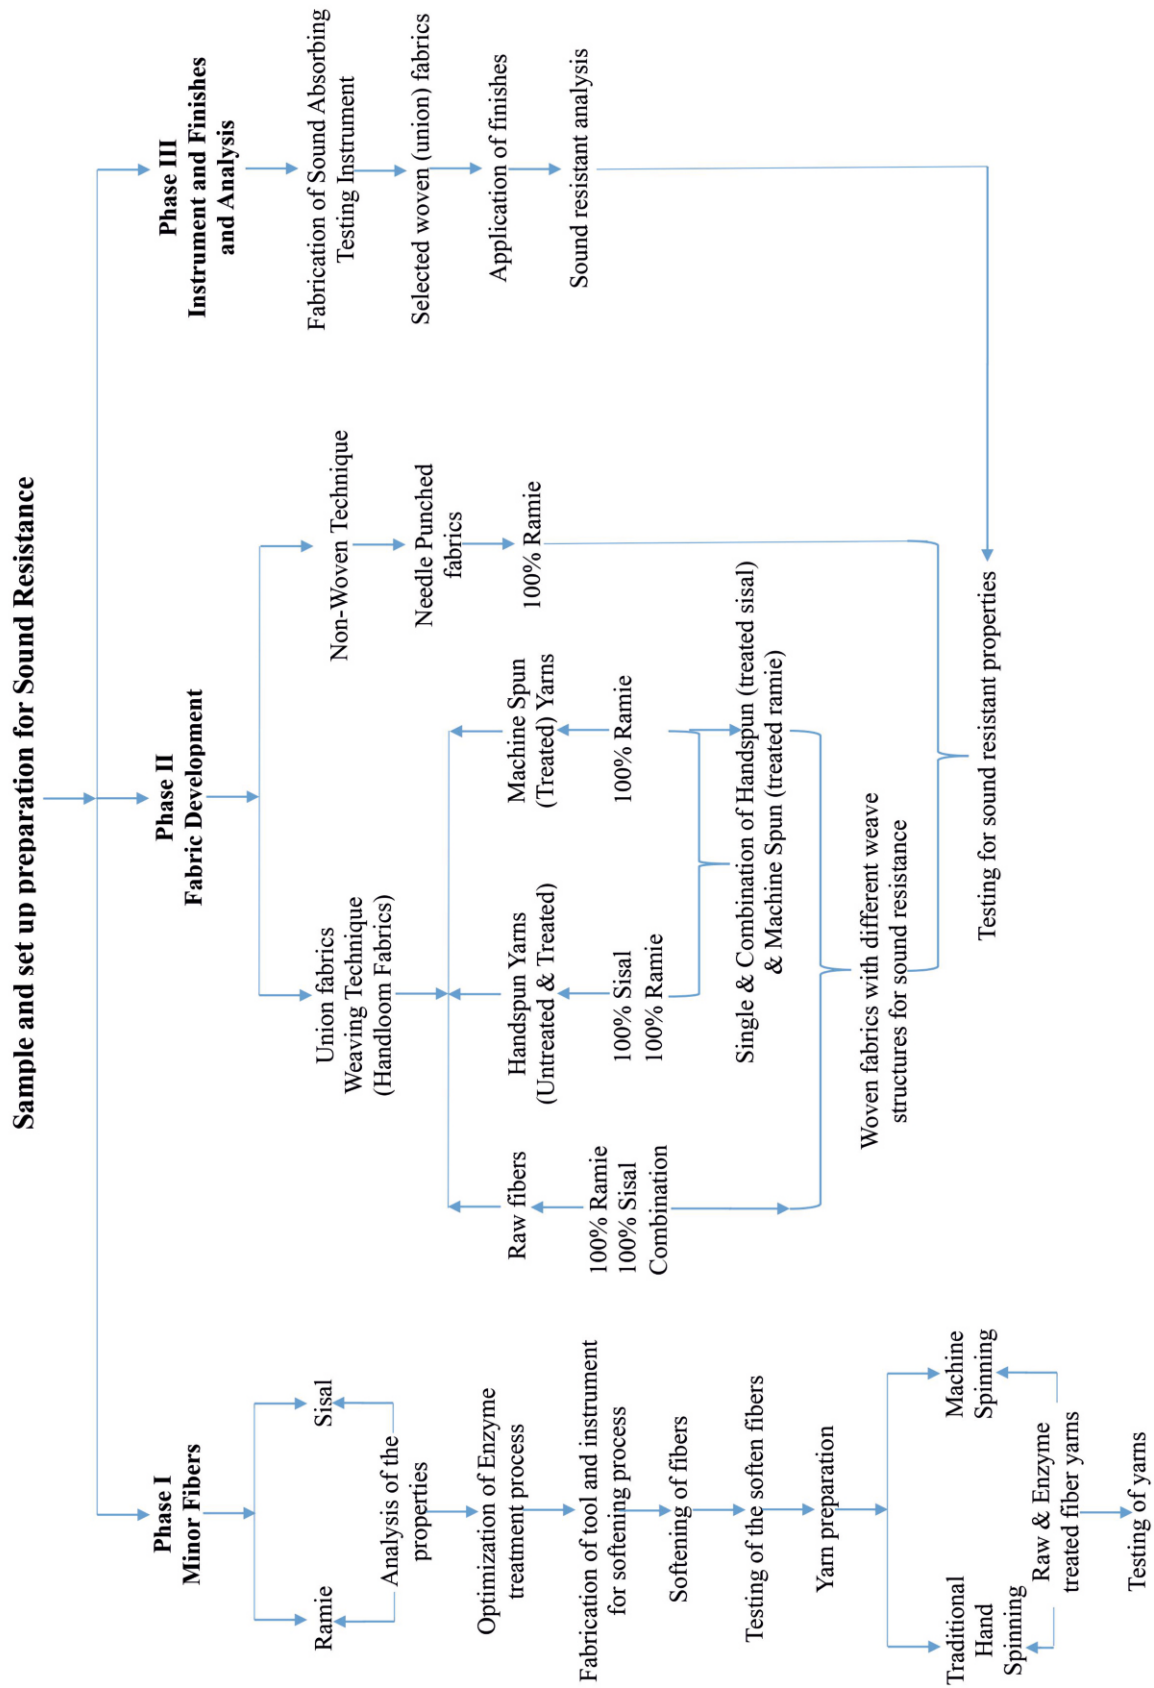 Sample and set up preparation for Sound Resistance
Phase I
Minor Fibers
Ramie
Sisal
Analysis of the
properties
Optimization of Enzyme
treatment process
Fabrication of tool and instrument
for softening process
Softening of fibers
Testing of the soften fibers
Yarn preparation
Traditional
Hand
Spinning
Machine
Spinning
Raw & Enzyme
treated fiber yarns
Testing of yarns
Phase II
Fabric Development
Union fabrics
Weaving Technique
(Handloom Fabrics)
Non-Woven Technique
Needle Punched
fabrics
100% Ramie
Raw fibers
100% Ramie
100% Sisal
Combination
Handspun Yarns
(Untreated & Treated)
100% Sisal
100% Ramie
Machine Spun
(Treated) Yarns
100% Ramie
Single & Combination of Handspun (treated sisal)
& Machine Spun (treated ramie)
Woven fabrics with different weave
structures for sound resistance
Testing for sound resistant properties
Phase III
Instrument and Finishes
and Analysis
Fabrication of Sound Absorbing
Testing Instrument
Selected woven (union) fabrics
Application of finishes
Sound resistant analysis